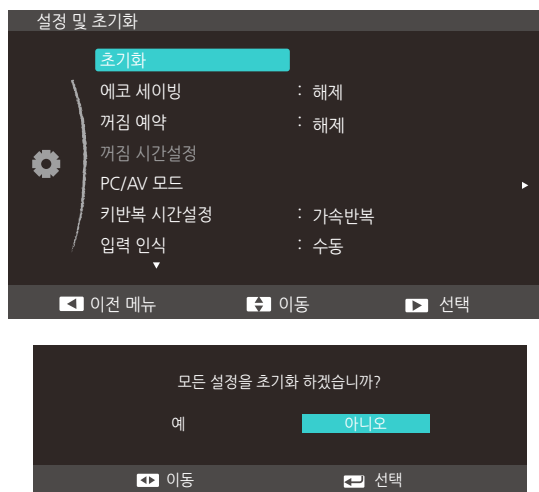 설정 및 초기화
초기화
에코 세이빙 : 해제
꺼짐 예약 : 해제
꺼짐 시간설정
PC/AV 모드
키반복 시간설정 : 가속반복
입력 인식 : 수동
이전 메뉴 이동 선택
모든 설정을 초기화 하겠습니까?
예 아니오
이동 선택